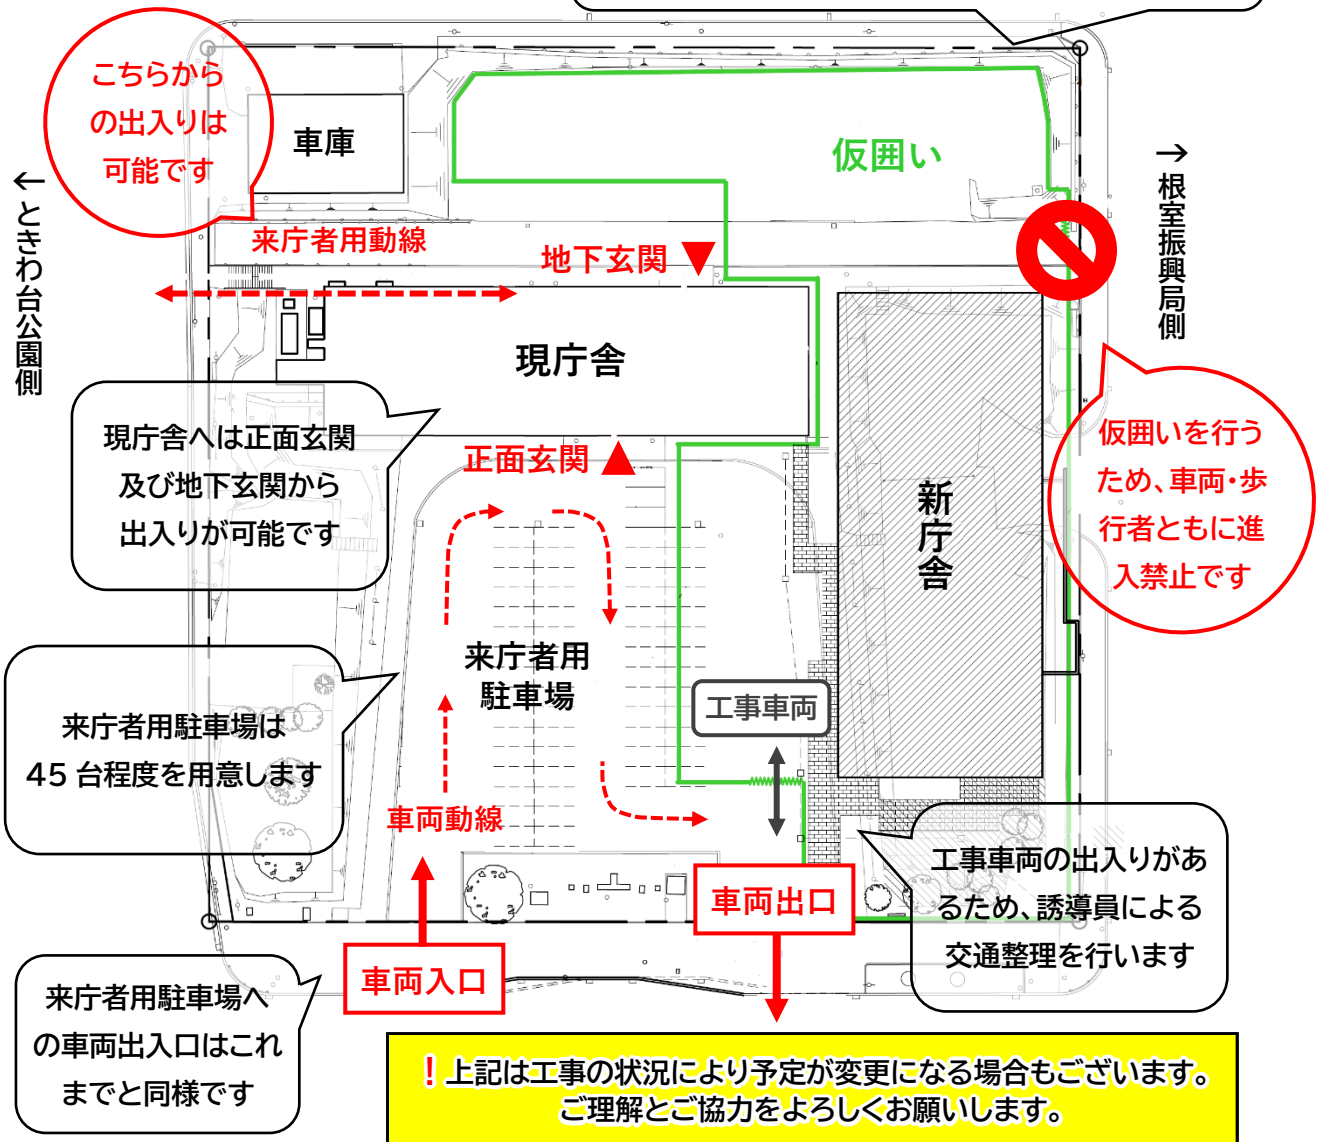 こちらから
の出入りは
可能です
車庫
仮囲い
→
根室振興局側
←
ときわ台公園側
来庁者用動線
地下玄関
現庁舎
現庁舎へは正面玄関
及び地下玄関から
出入りが可能です
正面玄関
新庁舎
仮囲いを行う
ため、車両・歩
行者ともに進
入禁止です
来庁者用
駐車場
工事車両
来庁者用駐車場は
45 台程度を用意します
車両動線
車両出口
工事車両の出入りがあ
るため、誘導員による
交通整理を行います
車両入口
来庁者用駐車場へ
の車両出入口はこれ
までと同様です
！上記は工事の状況により予定が変更になる場合もございます。
ご理解とご協力をよろしくお願いします。